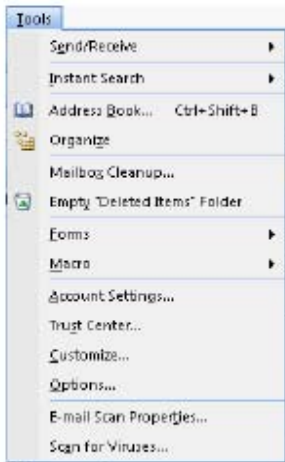 Tools
Send/Receive
Instant Search
Address Book... Ctrl+Shift+B
Organize
Mailbox Cleanup...
Empty "Deleted Items" Folder
Forms
Macro
Account Settings...
Trust Center...
Customize...
Options...
E-mail Scan Properties...
Scan for Viruses...